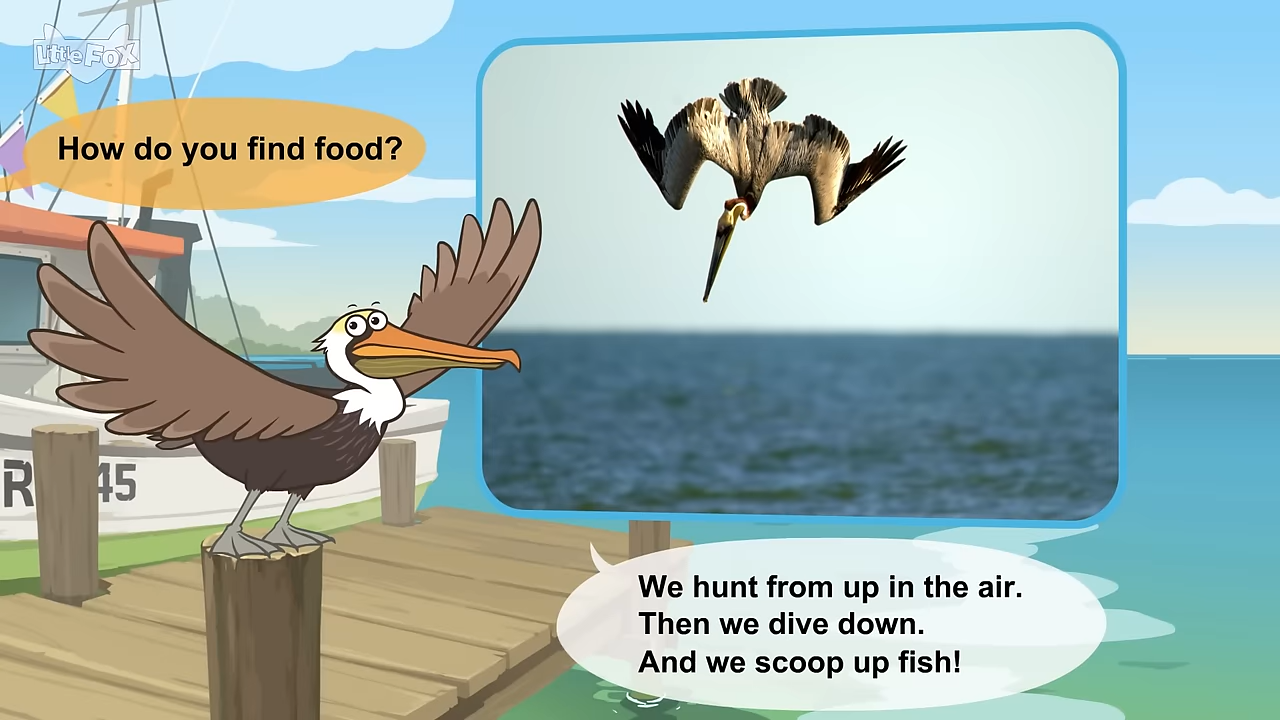 Little Fox
How do you find food?
R 45
We hunt from up in the air.
Then we dive down.
And we scoop up fish!